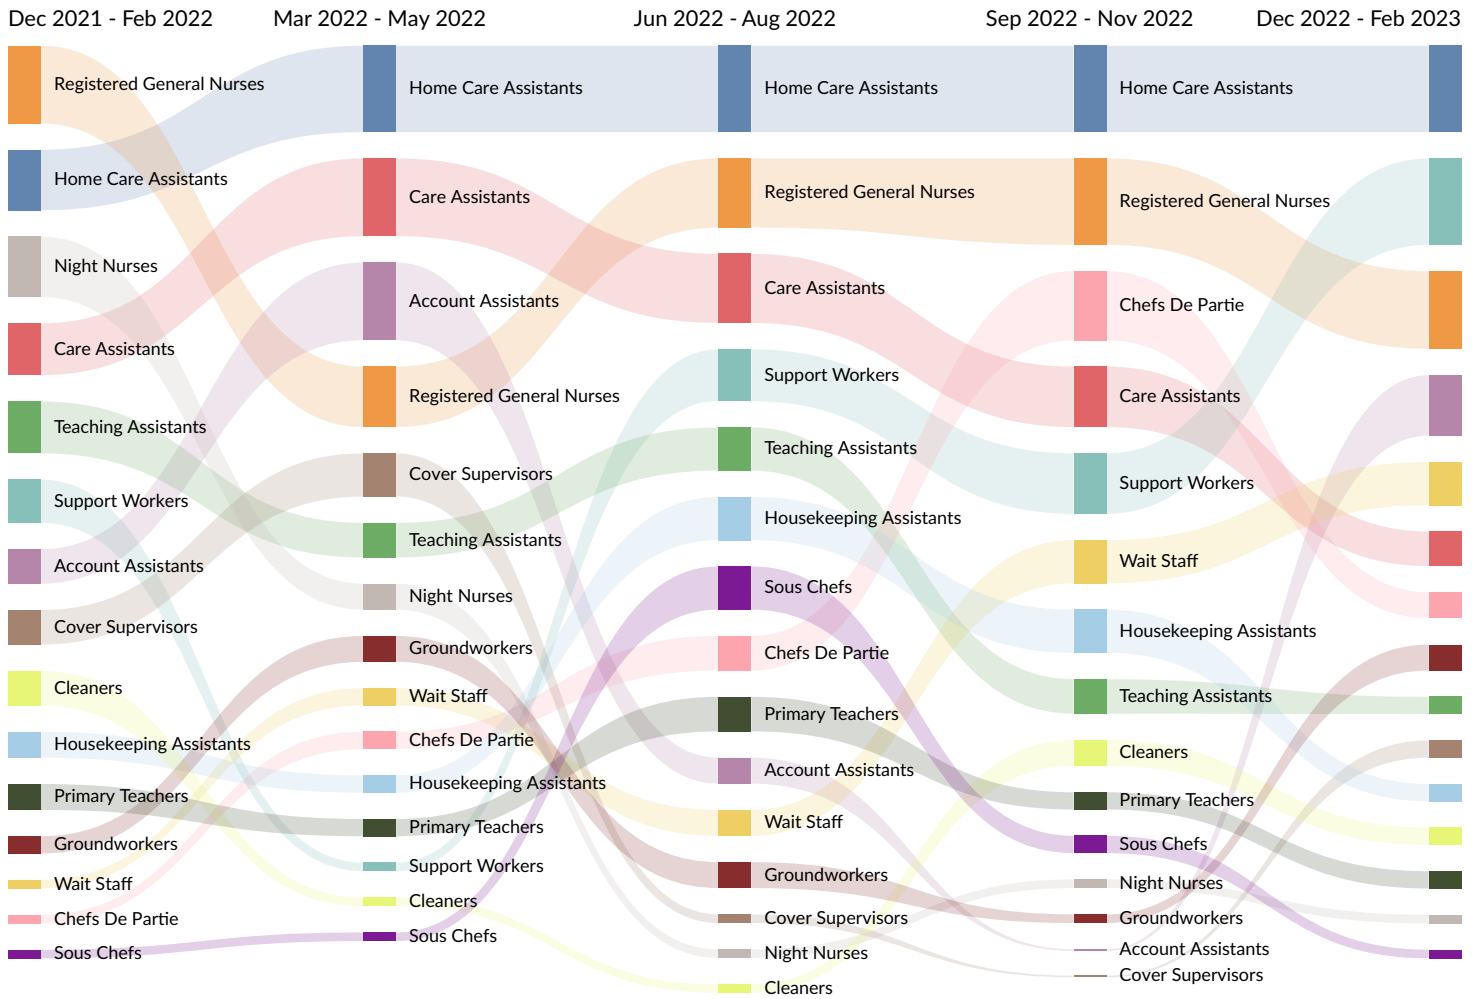 Dec 2021 - Feb 2022
Mar 2022 - May 2022
Jun 2022 - Aug 2022
Sep 2022 - Nov 2022
Dec 2022 - Feb 2023
Registered General Nurses
Home Care Assistants
Night Nurses
Care Assistants
Teaching Assistants
Support Workers
Account Assistants
Cover Supervisors
Cleaners
Housekeeping Assistants
Primary Teachers
Groundworkers
Wait Staff
Chefs De Partie
Sous Chefs
Home Care Assistants
Care Assistants
Account Assistants
Registered General Nurses
Cover Supervisors
Teaching Assistants
Night Nurses
Groundworkers
Wait Staff
Chefs De Partie
Housekeeping Assistants
Primary Teachers
Support Workers
Cleaners
Sous Chefs
Home Care Assistants
Registered General Nurses
Care Assistants
Support Workers
Teaching Assistants
Housekeeping Assistants
Sous Chefs
Chefs De Partie
Primary Teachers
Account Assistants
Wait Staff
Groundworkers
Cover Supervisors
Night Nurses
Cleaners
Home Care Assistants
Registered General Nurses
Chefs De Partie
Care Assistants
Support Workers
Wait Staff
Housekeeping Assistants
Teaching Assistants
Cleaners
Primary Teachers
Sous Chefs
Night Nurses
Groundworkers
Account Assistants
Cover Supervisors